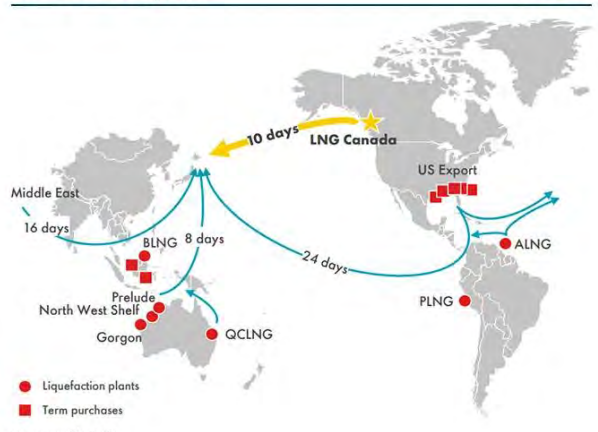 10 days
LNG Canada
US Export
Middle East
16 days
BLNG
8 days
ALNG
24 days
Prelude
PLNG
North West Shelf
Gorgon
QCLNG
Liquefaction plants
Term purchases